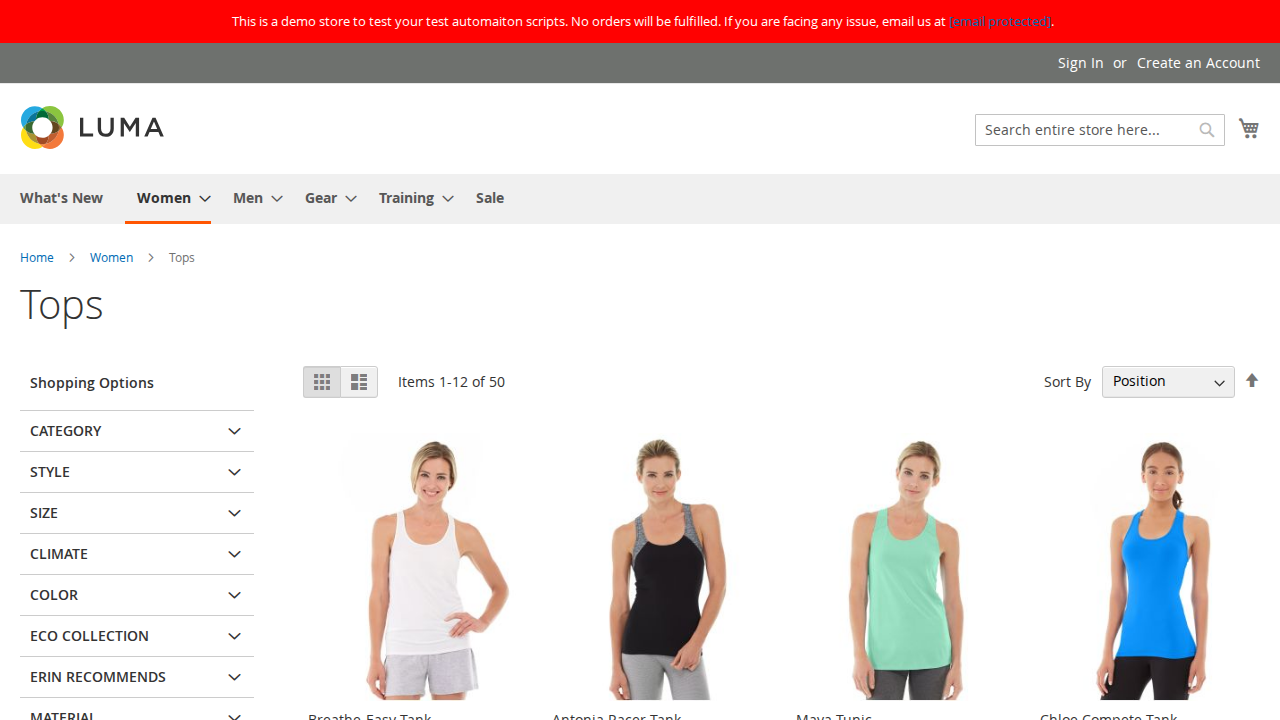 This is a demo store to test your test automaiton scripts. No orders will be fulfilled. If you are facing any issue, email us at [email protected].
Sign In or Create an Account
LUMA
Search entire store here...
What's New Women Men Gear Training Sale
Home Women Tops
Tops
Shopping Options
Items 1-12 of 50
Sort By Position
CATEGORY
STYLE
SIZE
CLIMATE
COLOR
ECO COLLECTION
ERIN RECOMMENDS
MATERIAL
Breathe-Easy Tank
Antonia Racer Tank
Maya Tunic
Chloe Compete Tank